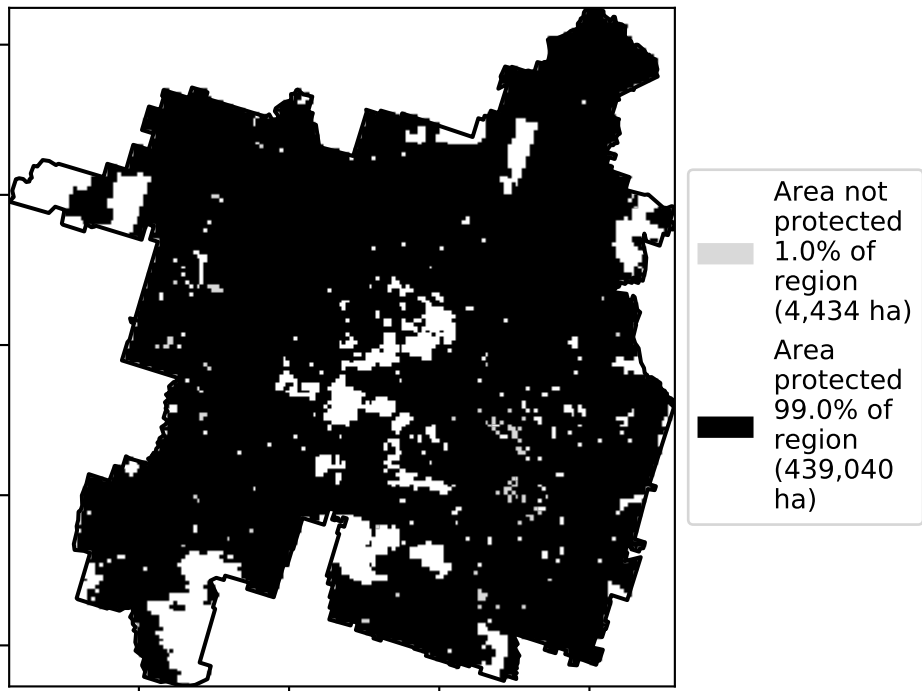 Area not
protected
1.0% of
region
(4,434 ha)
Area
protected
99.0% of
region
(439,040
ha)